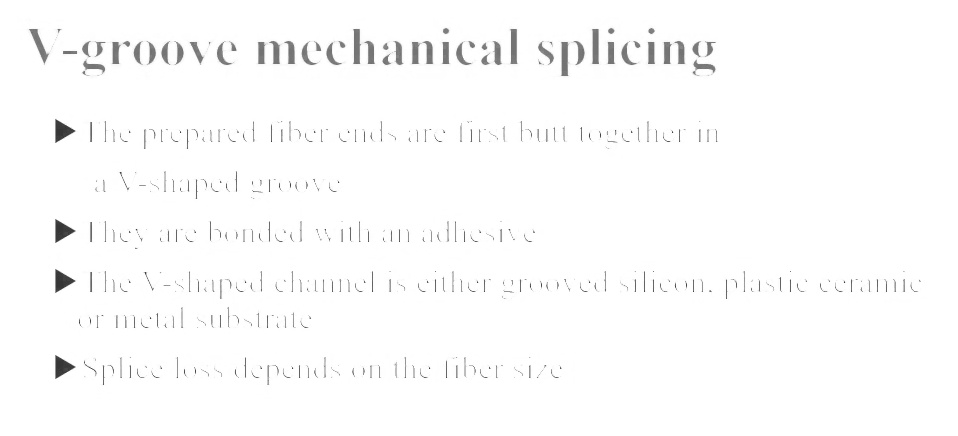 V-groove mechanical splicing
▶ The prepared fiber ends are first butt together in
a V-shaped groove
▶ They are bonded with an adhesive
▶ The V-shaped channel is either grooved silicon, plastic ceramic
or metal substrate
▶ Splice loss depends on the fiber size